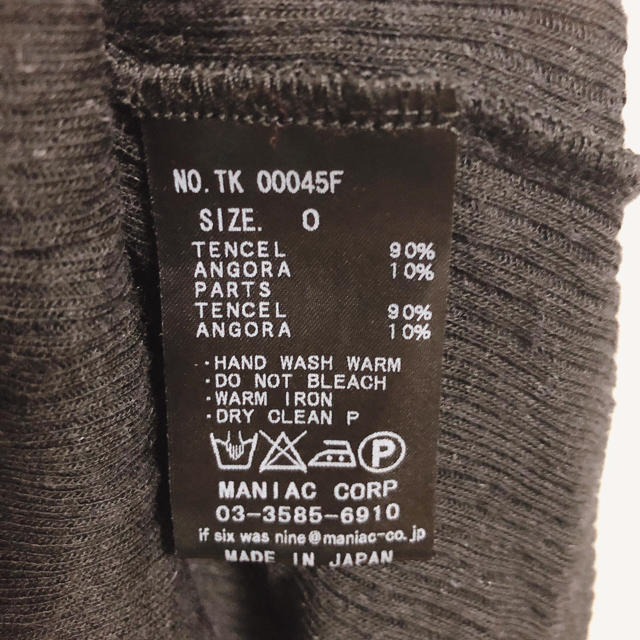 NO. TK 00045F
SIZE. 0
TENCEL 90%
ANGORA 10%
PARTS
TENCEL 90%
ANGORA 10%
・HAND WASH WARM
・DO NOT BLEACH
・WARM IRON
・DRY CLEAN P
P
MANIAC CORP
03-3585-6910
if six was nine@maniac-co.jp
MADE IN JAPAN